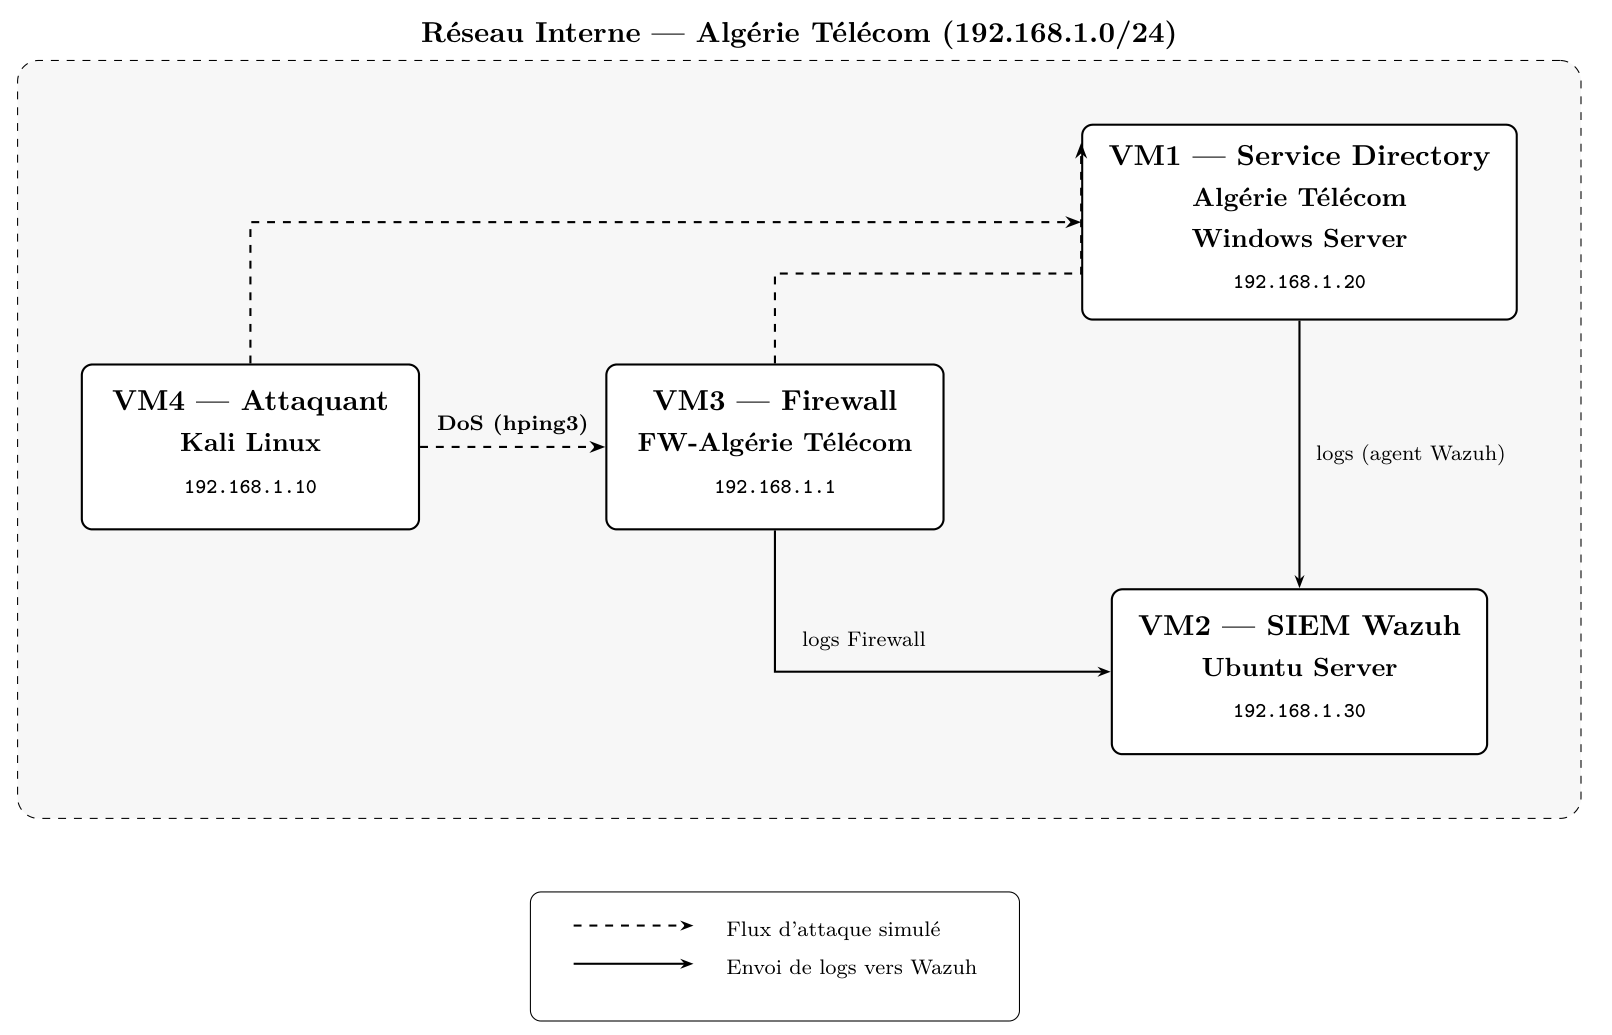 Réseau Interne — Algérie Télécom (192.168.1.0/24)
VM1 — Service Directory
Algérie Télécom
Windows Server
192.168.1.20
VM4 — Attaquant
Kali Linux
192.168.1.10
DoS (hping3)
VM3 — Firewall
FW-Algérie Télécom
192.168.1.1
logs (agent Wazuh)
logs Firewall
VM2 — SIEM Wazuh
Ubuntu Server
192.168.1.30
Flux d'attaque simulé
Envoi de logs vers Wazuh